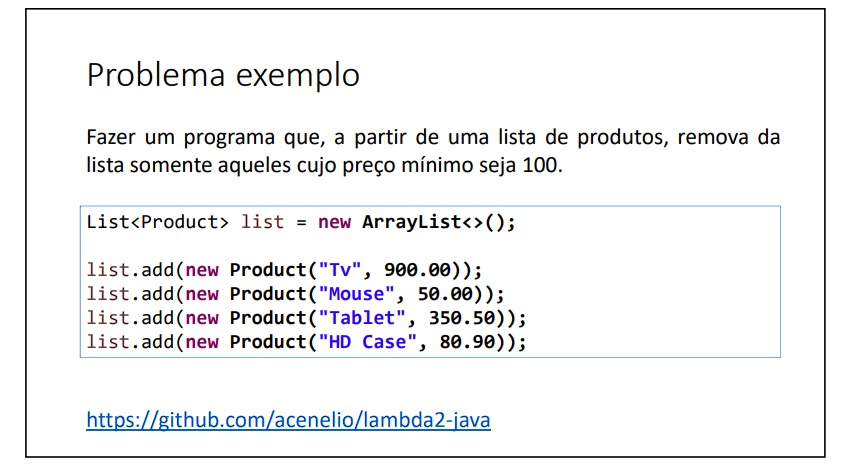 Problema exemplo
Fazer um programa que, a partir de uma lista de produtos, remova da
lista somente aqueles cujo preço mínimo seja 100.
List<Product> list = new ArrayList<>();
list.add(new Product("Tv", 900.00));
list.add(new Product("Mouse", 50.00));
list.add(new Product("Tablet", 350.50));
list.add(new Product("HD Case", 80.90));
https://github.com/acenelio/lambda2-java